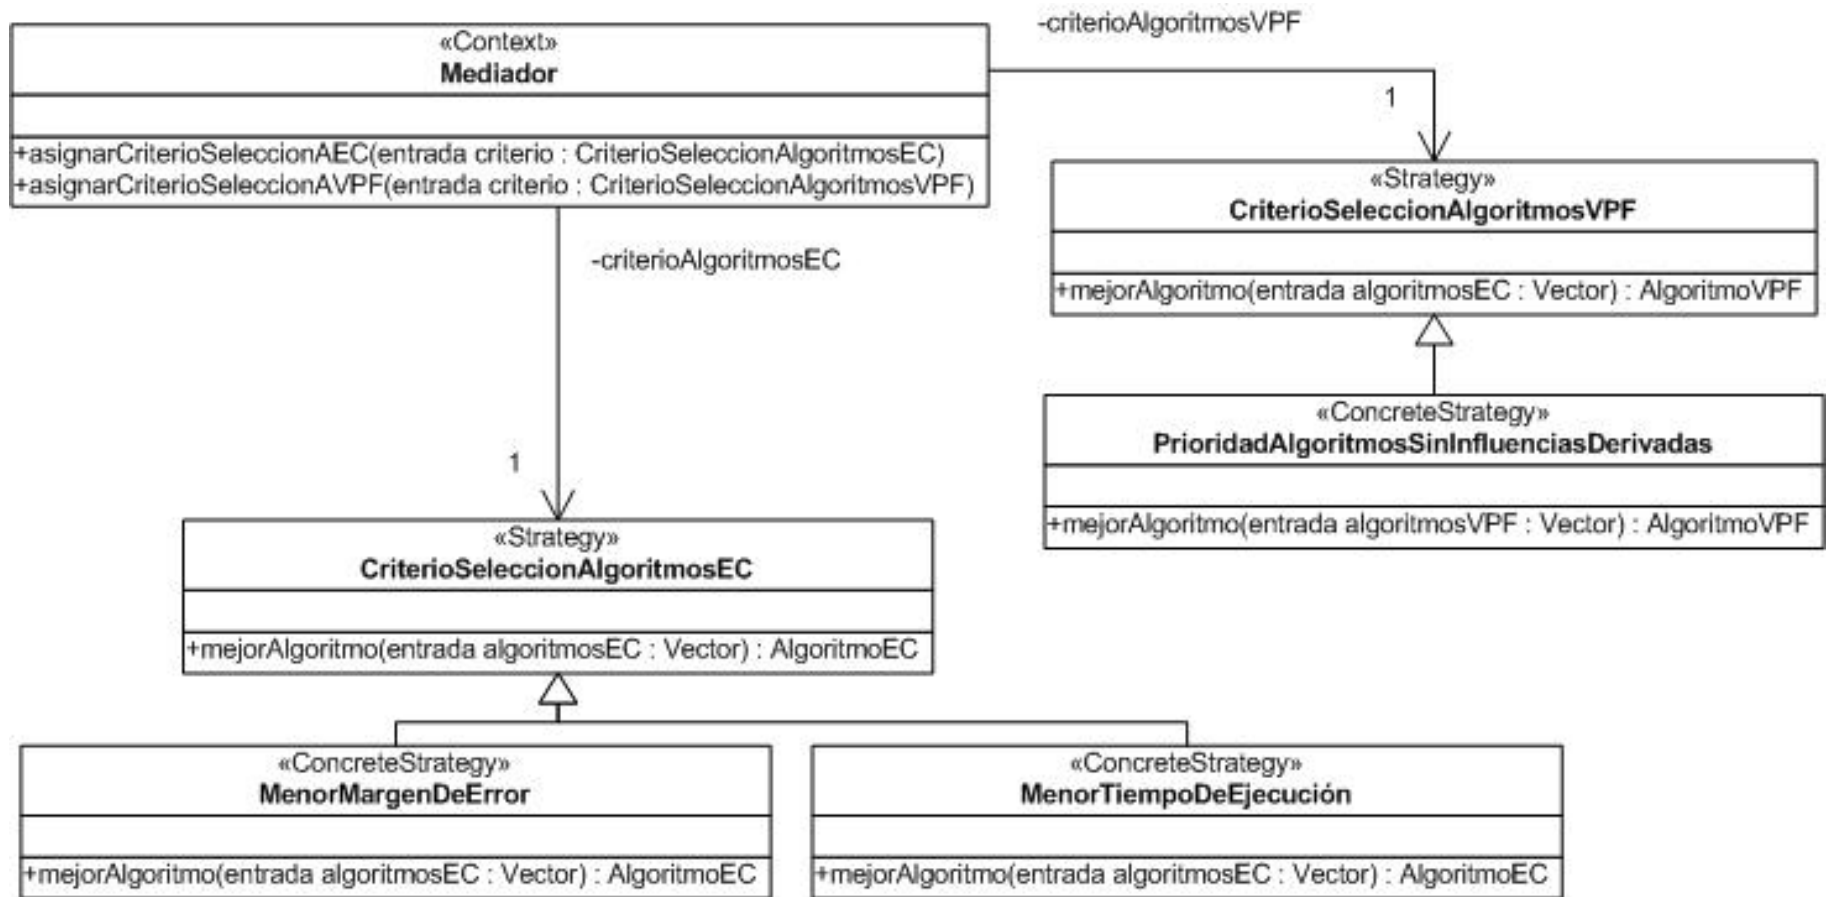 «Context»
Mediador
+asignarCriterioSeleccionAEC(entrada criterio : CriterioSeleccionAlgoritmosEC)
+asignarCriterioSeleccionAVPF(entrada criterio : CriterioSeleccionAlgoritmosVPF)
-criterioAlgoritmosVPF
1
«Strategy»
CriterioSeleccionAlgoritmosVPF
+mejorAlgoritmo(entrada algoritmosEC : Vector) : AlgoritmoVPF
«ConcreteStrategy»
PrioridadAlgoritmosSinInfluenciasDerivadas
+mejorAlgoritmo(entrada algoritmosVPF : Vector) : AlgoritmoVPF
-criterioAlgoritmosEC
1
«Strategy»
CriterioSeleccionAlgoritmosEC
+mejorAlgoritmo(entrada algoritmosEC : Vector) : AlgoritmoEC
«ConcreteStrategy»
MenorMargenDeError
+mejorAlgoritmo(entrada algoritmosEC : Vector) : AlgoritmoEC
«ConcreteStrategy»
MenorTiempoDeEjecución
+mejorAlgoritmo(entrada algoritmosEC : Vector) : AlgoritmoEC